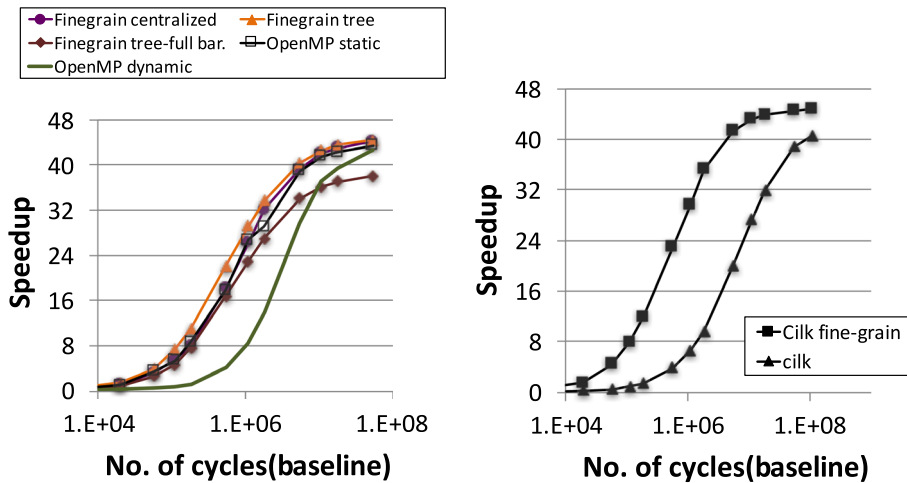 Finegrain centralized
Finegrain tree
Finegrain tree-full bar.
OpenMP static
OpenMP dynamic
48
40
32
24
16
8
0
Speedup
1.E+04
1.E+06
1.E+08
No. of cycles(baseline)
48
40
32
24
16
8
0
Speedup
Cilk fine-grain
cilk
1.E+04
1.E+06
1.E+08
No. of cycles(baseline)